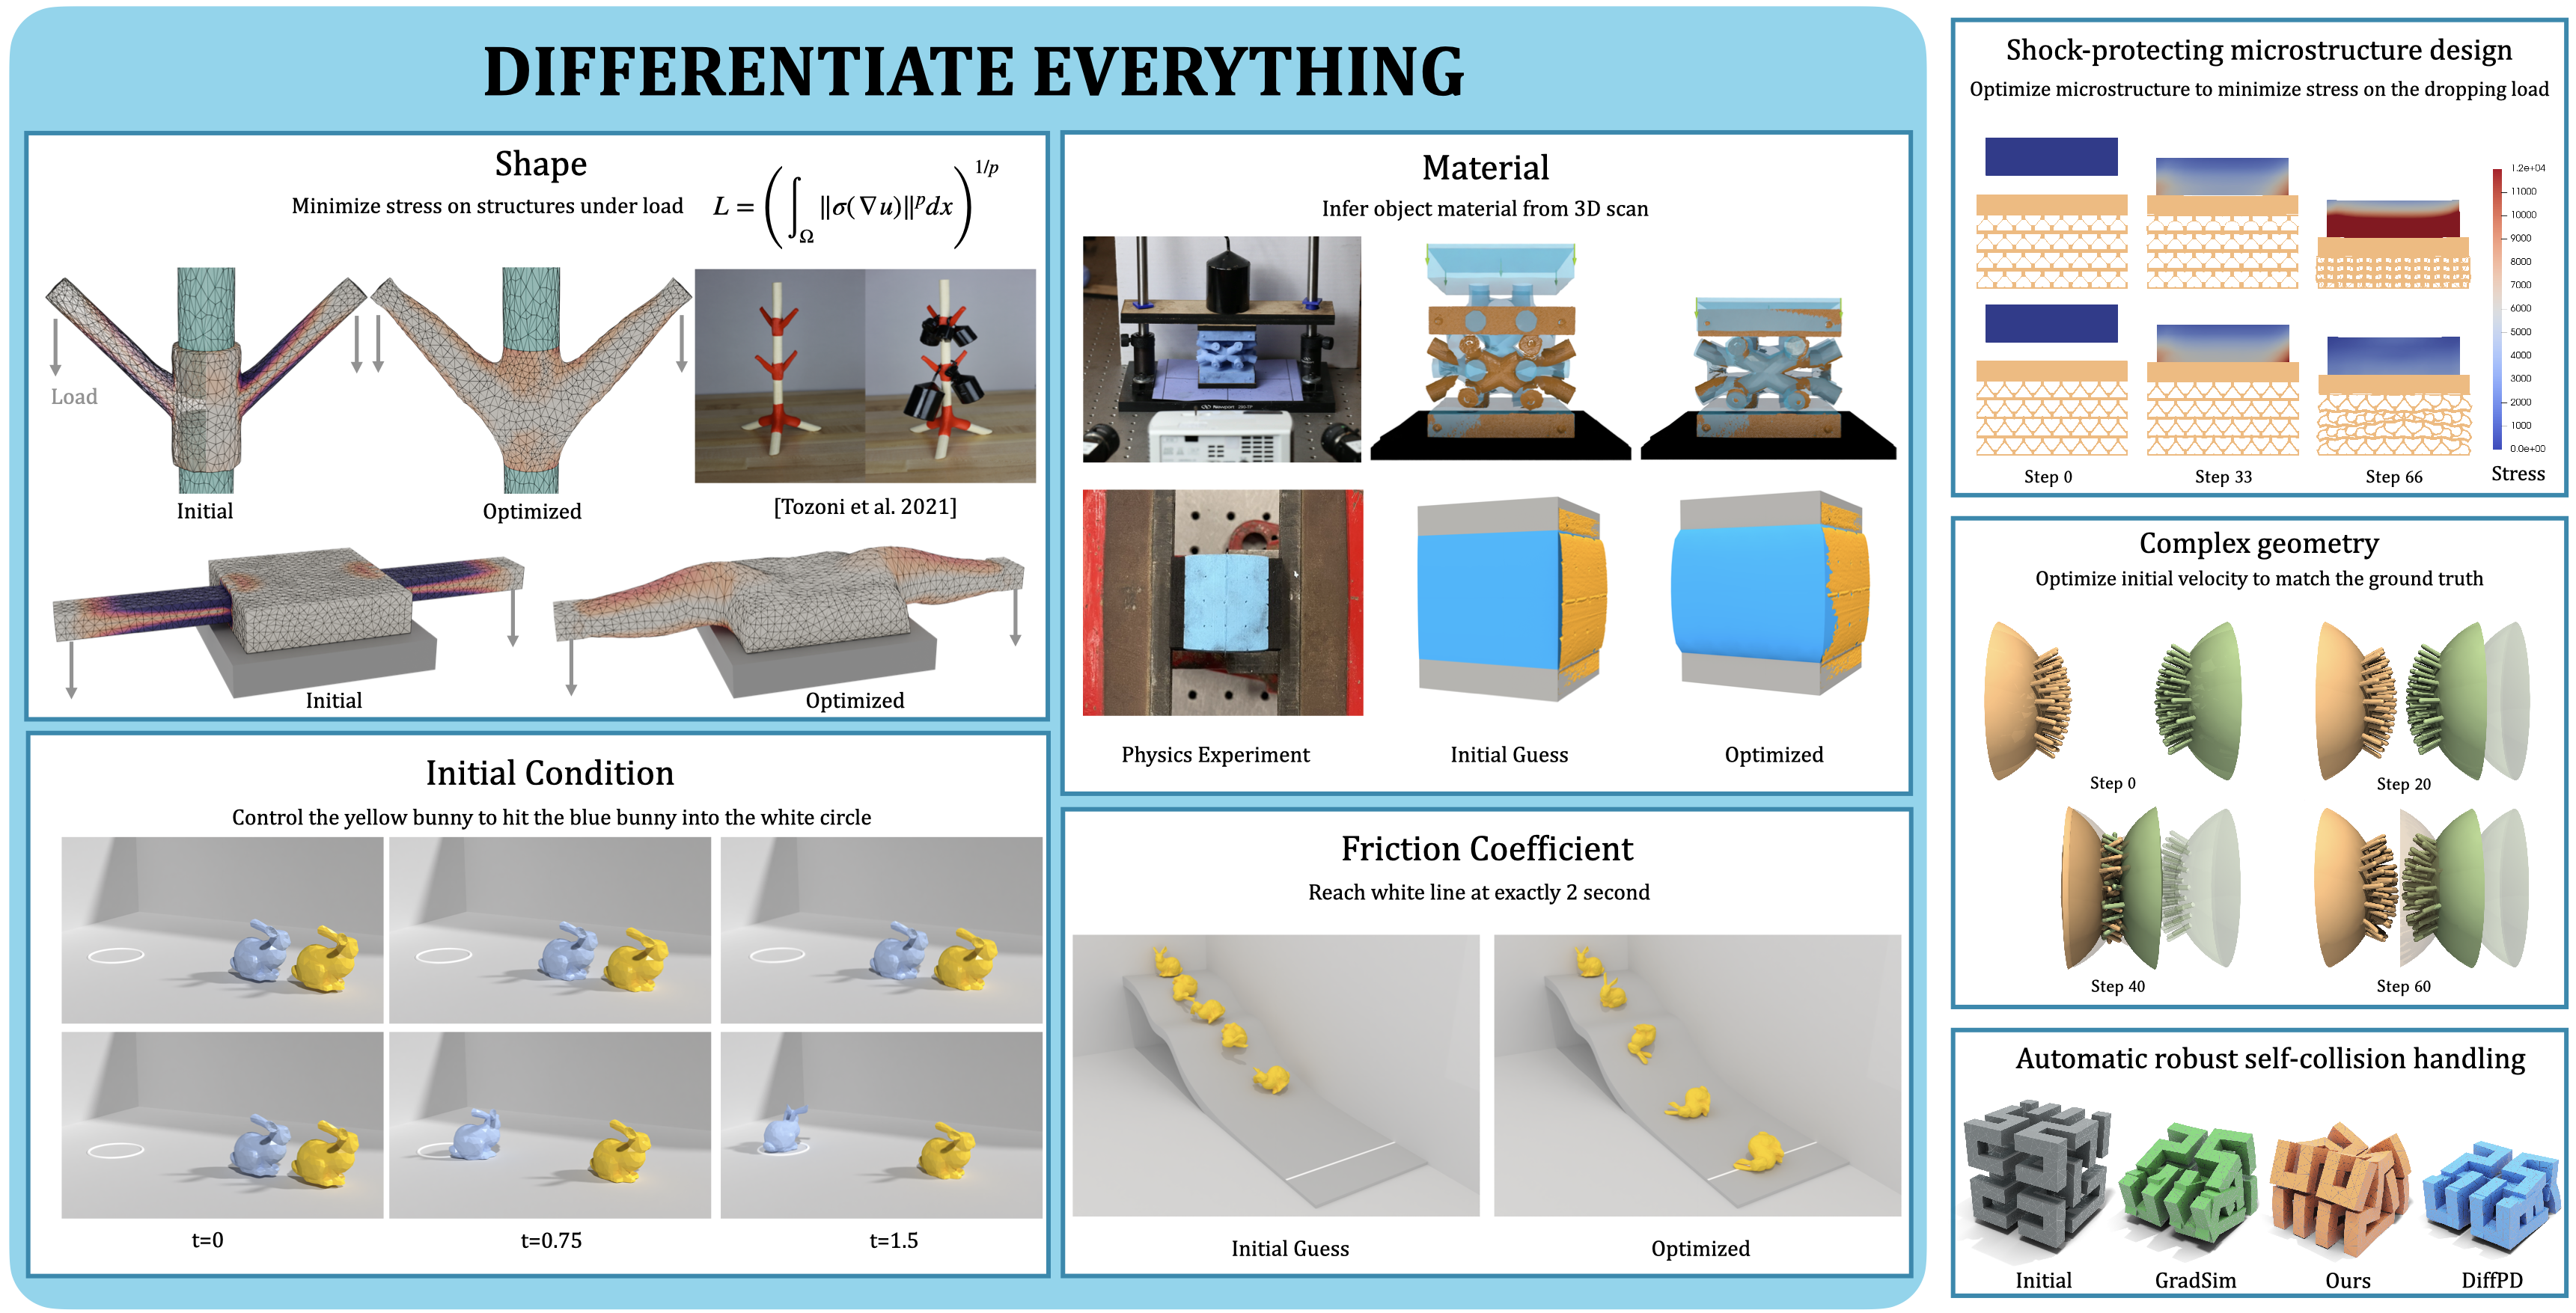 DIFFERENTIATE EVERYTHING
Shape
Minimize stress on structures under load
L = (∫_Ω ‖σ(∇u)‖^p dx)^{1/p}
Load
Initial
Optimized
[Tozoni et al. 2021]
Initial
Optimized
Initial Condition
Control the yellow bunny to hit the blue bunny into the white circle
t=0
t=0.75
t=1.5
Material
Infer object material from 3D scan
Newport
Physics Experiment
Initial Guess
Optimized
Friction Coefficient
Reach white line at exactly 2 second
Initial Guess
Optimized
Shock-protecting microstructure design
Optimize microstructure to minimize stress on the dropping load
1.2e+04
11000
10000
9000
8000
7000
6000
5000
4000
3000
2000
1000
0.0e+00
Step 0
Step 33
Step 66
Stress
Complex geometry
Optimize initial velocity to match the ground truth
Step 0
Step 20
Step 40
Step 60
Automatic robust self-collision handling
Initial
GradSim
Ours
DiffPD